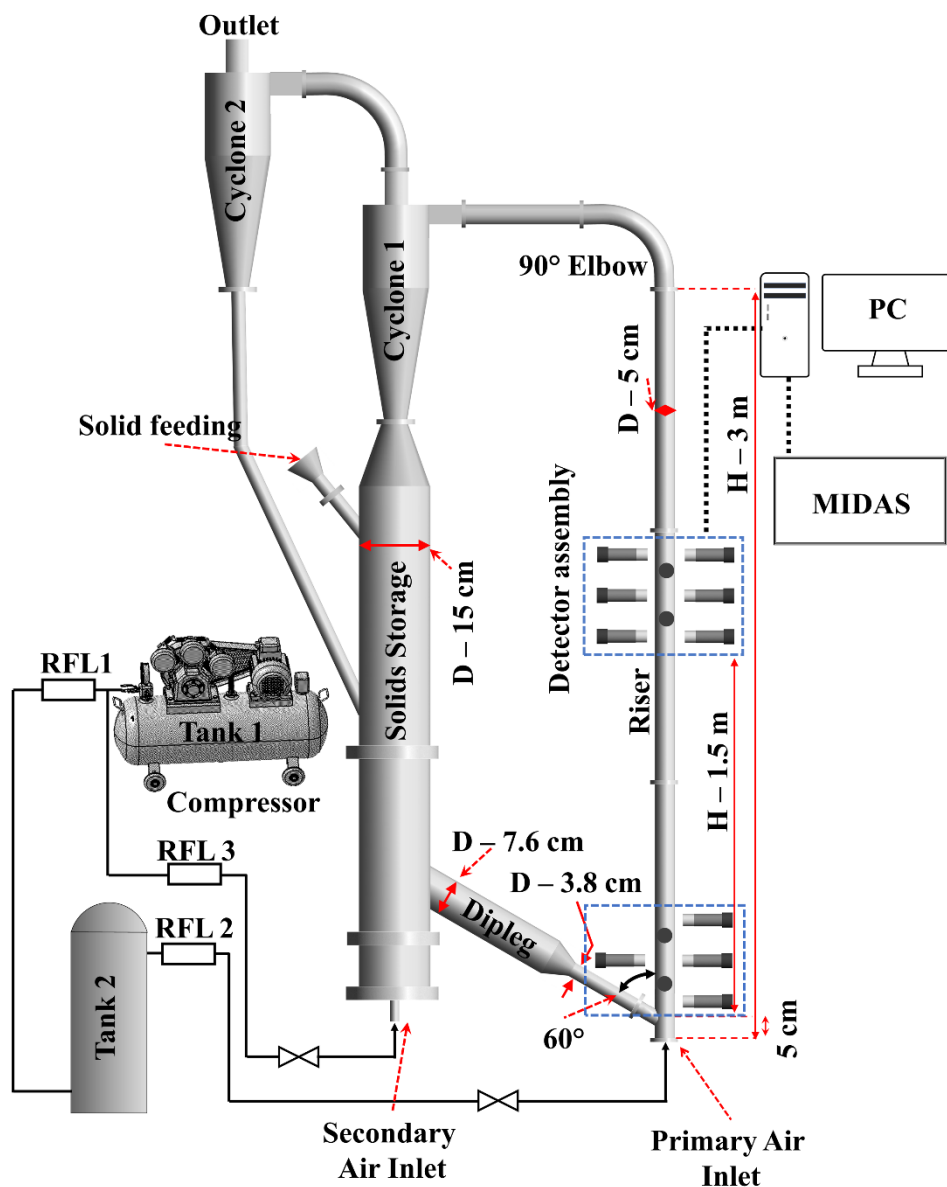 Outlet
Cyclone 2
Cyclone 1
90° Elbow
PC
D – 5 cm
H – 3 m
Solid feeding
MIDAS
Detector assembly
Solids Storage
D – 15 cm
RFL1
Tank 1
Riser
Compressor
H – 1.5 m
D – 7.6 cm
RFL 3
D – 3.8 cm
Dipleg
RFL 2
Tank 2
60°
5 cm
Secondary
Air Inlet
Primary Air
Inlet